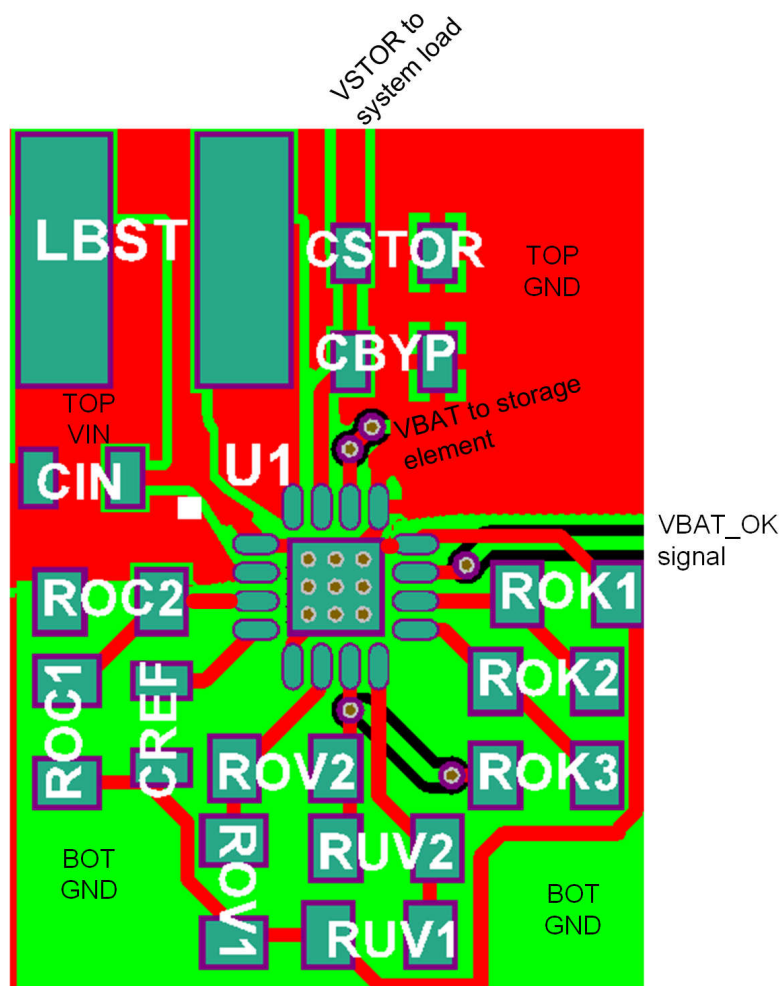 VSTOR to
system load
LBST
CSTOR
TOP
GND
CBYP
TOP
VIN
VBAT to storage
element
U1
CIN
VBAT_OK
signal
ROC2
ROK1
ROC1
CREF
ROK2
ROV2
ROK3
ROV1
RUV2
BOT
GND
BOT
GND
RUV1